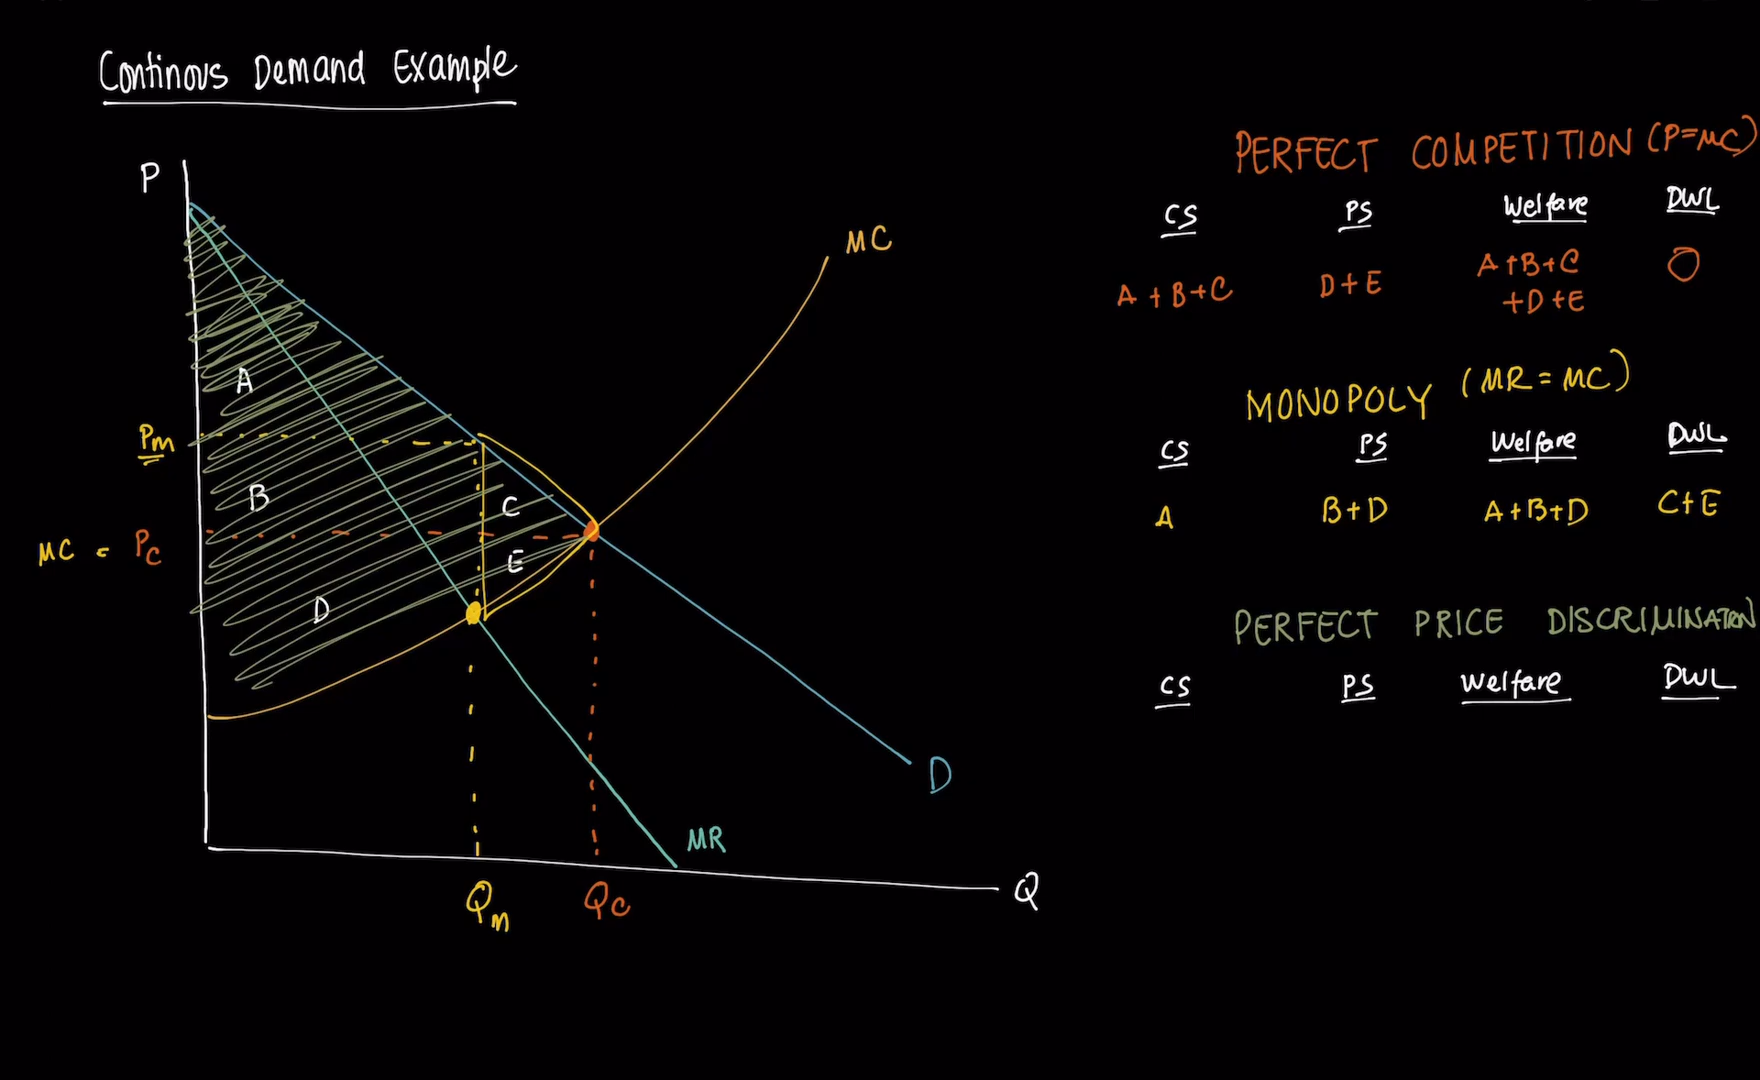 Continous Demand Example
P
MC
A
Pm
B
C
MC = Pc
E
D
D
MR
Qm
Qc
Q
PERFECT COMPETITION (P=MC)
CS PS Welfare DWL
A+B+C D+E A+B+C +D+E 0
MONOPOLY (MR = MC)
CS PS Welfare DWL
A B+D A+B+D C+E
PERFECT PRICE DISCRIMINATION
CS PS Welfare DWL